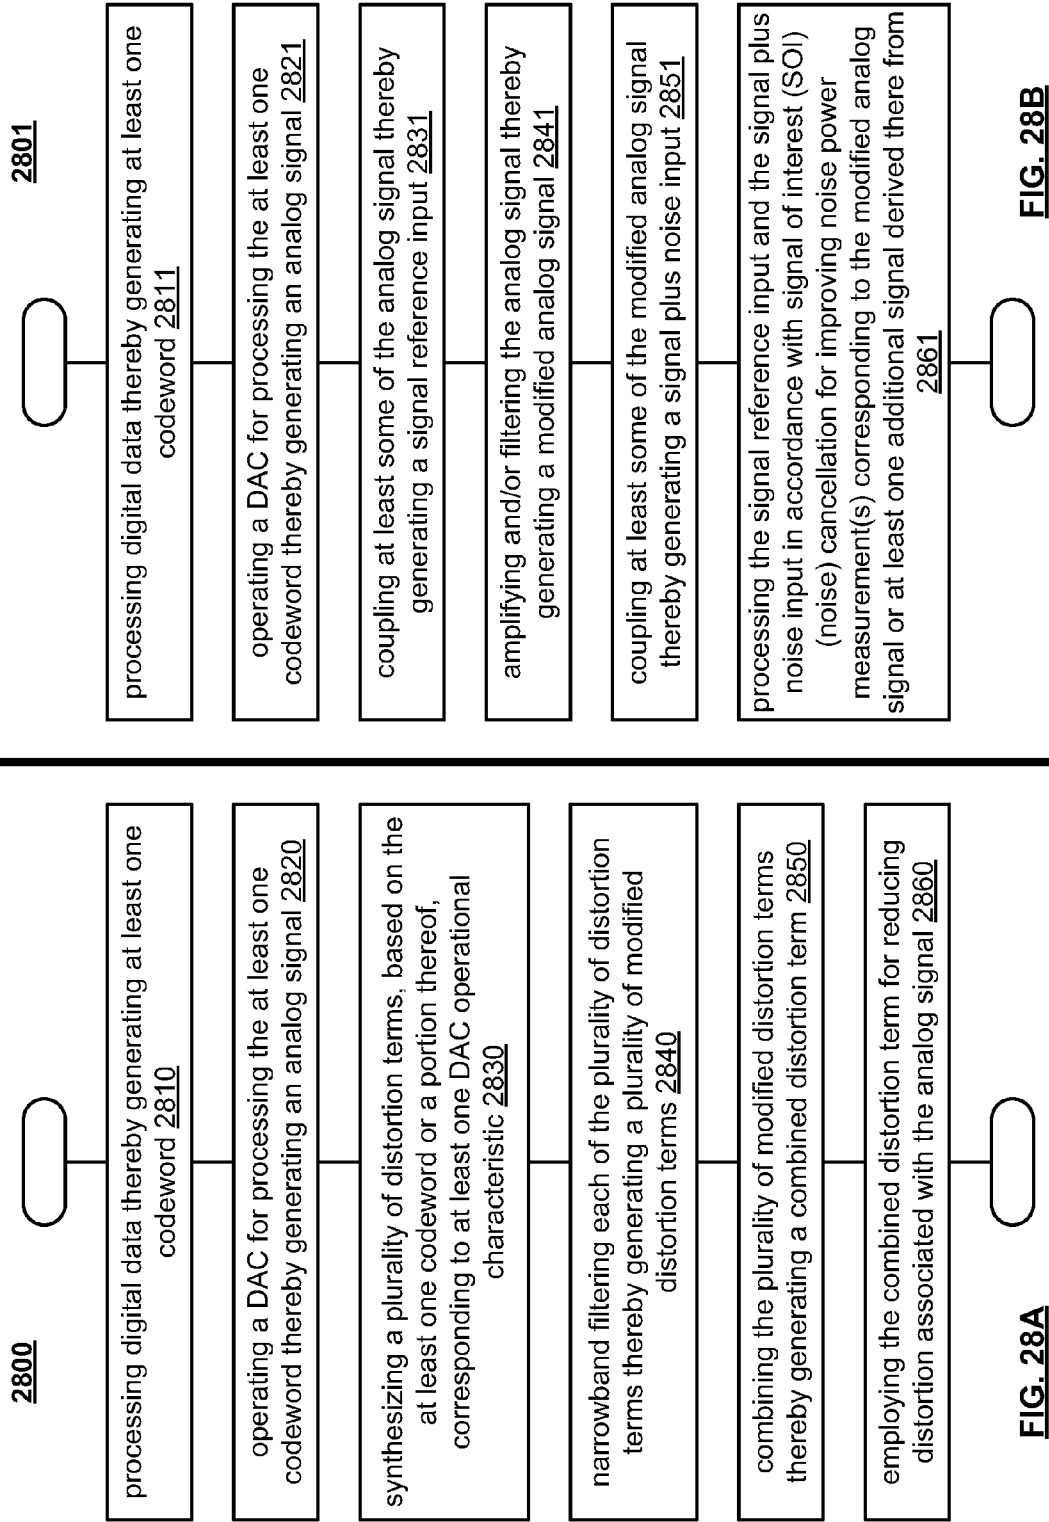 2800
processing digital data thereby generating at least one
codeword 2810
operating a DAC for processing the at least one
codeword thereby generating an analog signal 2820
synthesizing a plurality of distortion terms, based on the
at least one codeword or a portion thereof,
corresponding to at least one DAC operational
characteristic 2830
narrowband filtering each of the plurality of distortion
terms thereby generating a plurality of modified
distortion terms 2840
combining the plurality of modified distortion terms
thereby generating a combined distortion term 2850
employing the combined distortion term for reducing
distortion associated with the analog signal 2860
FIG. 28A
2801
processing digital data thereby generating at least one
codeword 2811
operating a DAC for processing the at least one
codeword thereby generating an analog signal 2821
coupling at least some of the analog signal thereby
generating a signal reference input 2831
amplifying and/or filtering the analog signal thereby
generating a modified analog signal 2841
coupling at least some of the modified analog signal
thereby generating a signal plus noise input 2851
processing the signal reference input and the signal plus
noise input in accordance with signal of interest (SOI)
(noise) cancellation for improving noise power
measurement(s) corresponding to the modified analog
signal or at least one additional signal derived there from
2861
FIG. 28B